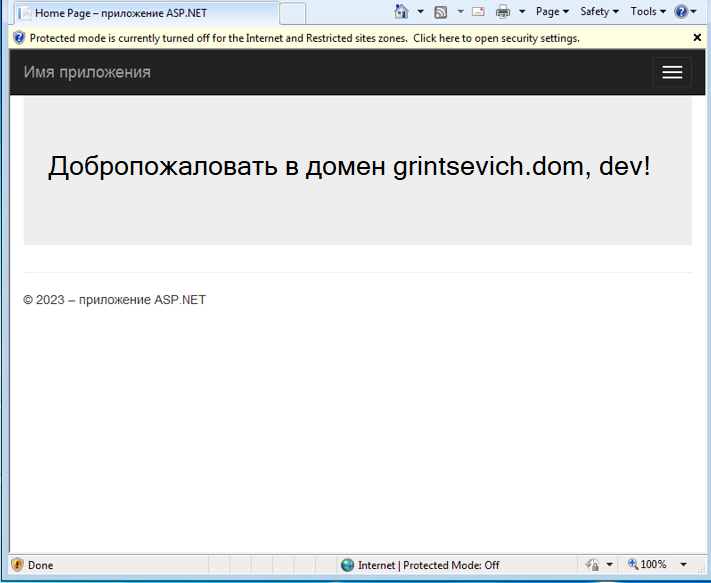 Home Page – приложение ASP.NET
Page Safety Tools
Protected mode is currently turned off for the Internet and Restricted sites zones. Click here to open security settings.
Имя приложения
Добропожаловать в домен grintsevich.dom, dev!
© 2023 – приложение ASP.NET
Done
Internet | Protected Mode: Off
100%